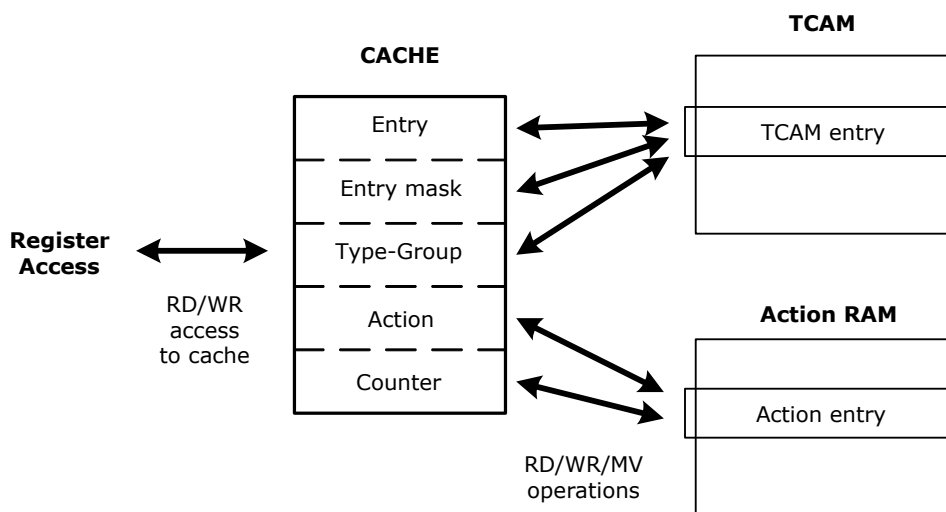 TCAM
CACHE
Entry
TCAM entry
Entry mask
Register
Access
Type-Group
RD/WR
access
to cache
Action
Action RAM
Counter
Action entry
RD/WR/MV
operations